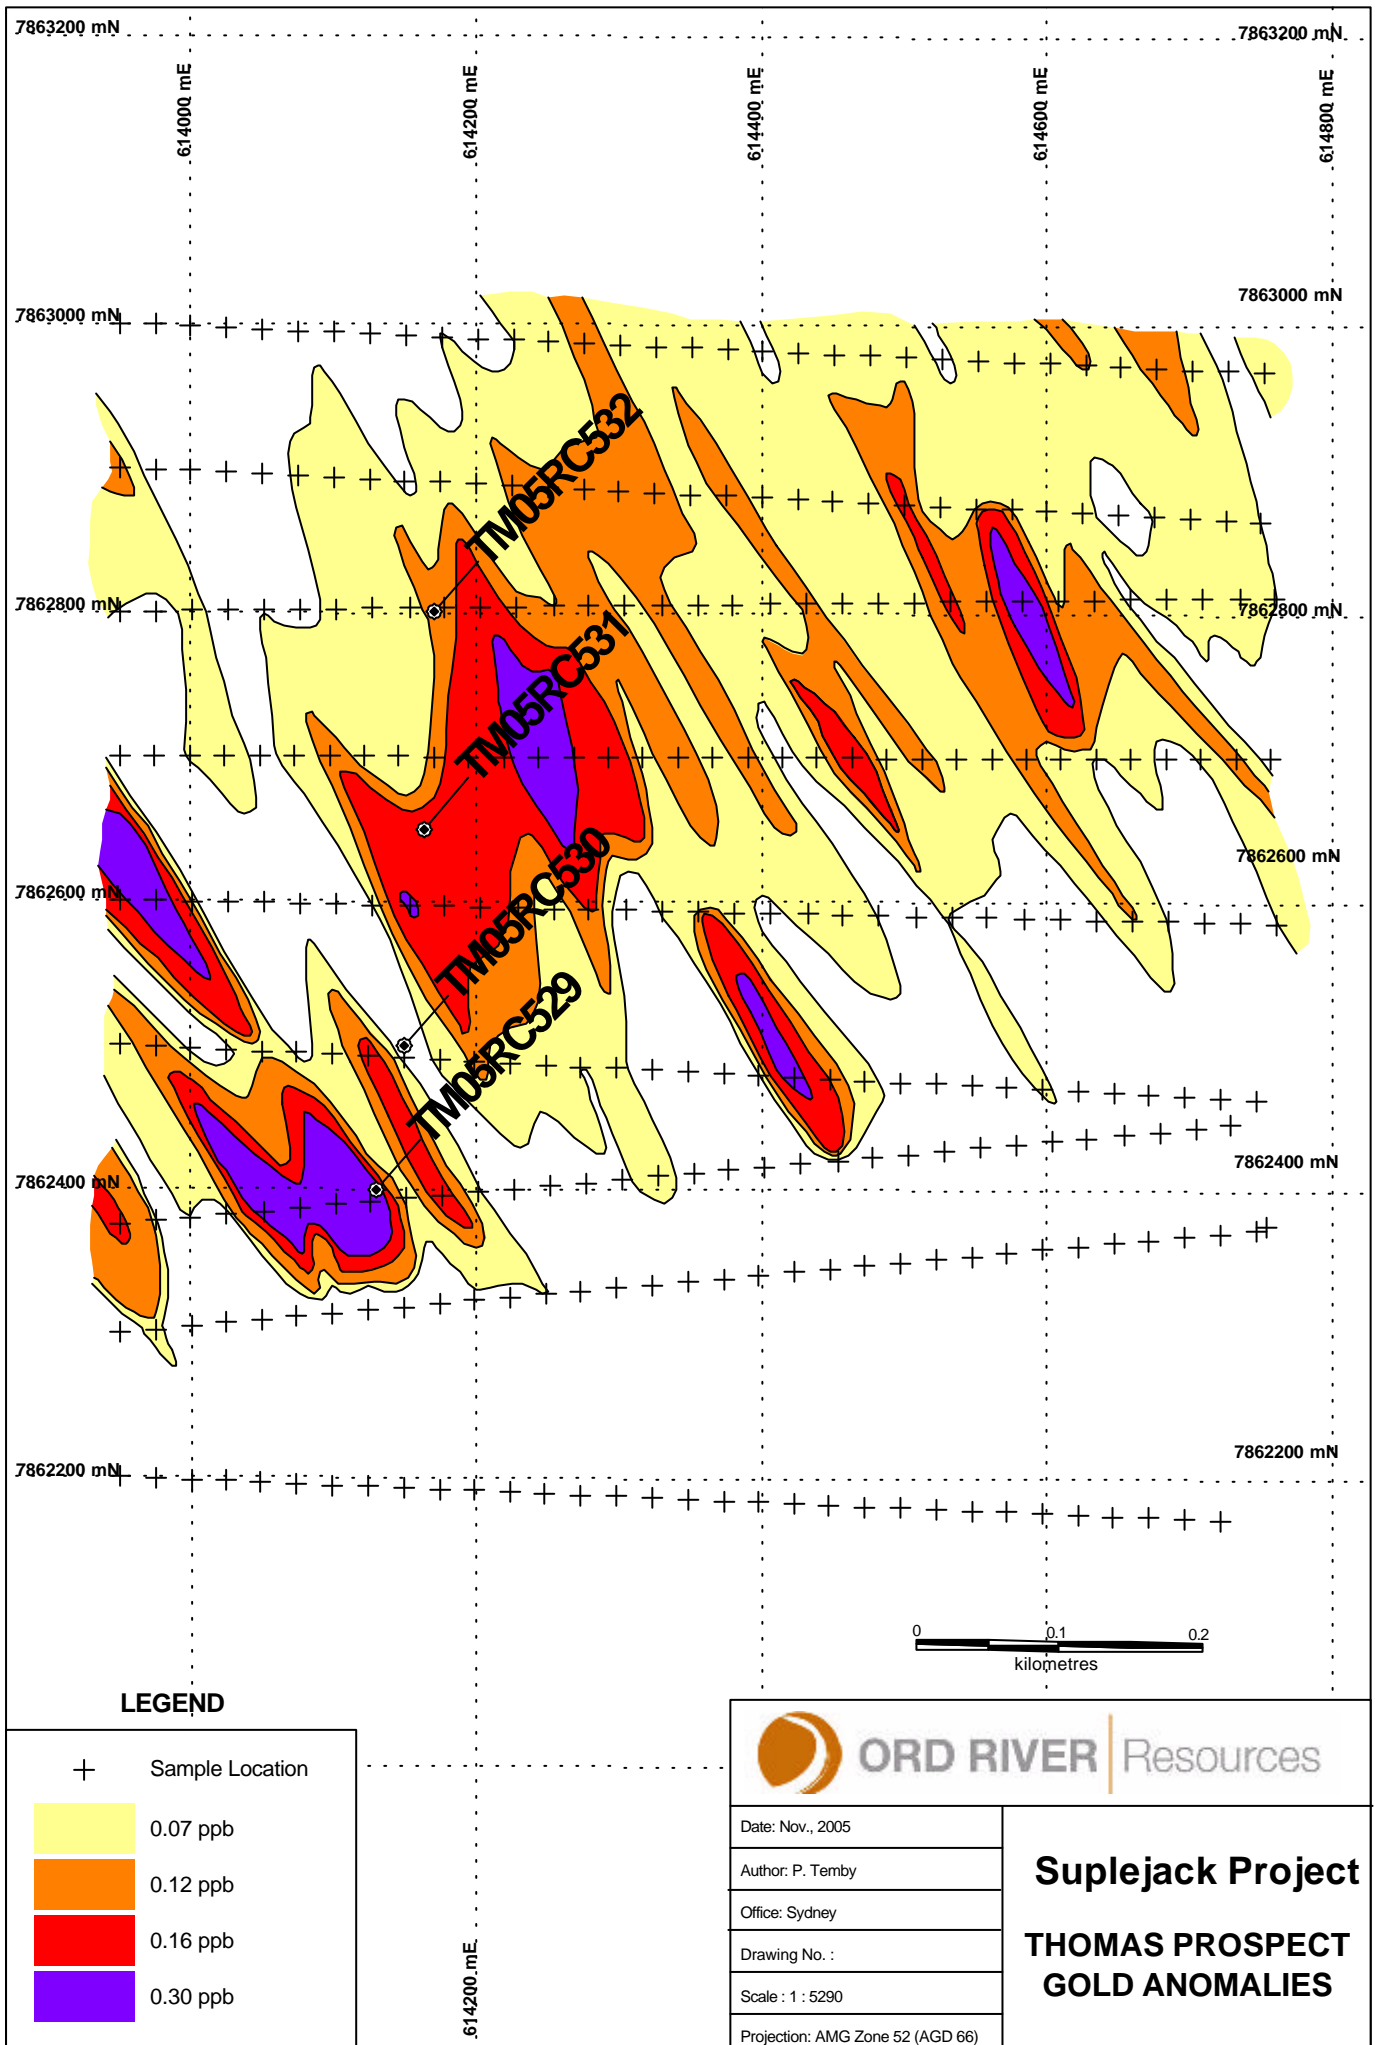 7863200 mN
7863200 mN
614000 mE
614200 mE
614400 mE
614600 mE
614800 mE
7863000 mN
7863000 mN
TM05RC532
7862800 mN
7862800 mN
TM05RC531
7862600 mN
7862600 mN
TM05RC530
TM05RC529
7862400 mN
7862400 mN
7862200 mN
7862200 mN
0 0.1 0.2
kilometres
LEGEND
Sample Location
0.07 ppb
0.12 ppb
0.16 ppb
0.30 ppb
614200 mE
ORD RIVER Resources
Date: Nov., 2005
Author: P. Temby
Office: Sydney
Drawing No. :
Scale : 1 : 5290
Projection: AMG Zone 52 (AGD 66)
Suplejack Project
THOMAS PROSPECT
GOLD ANOMALIES